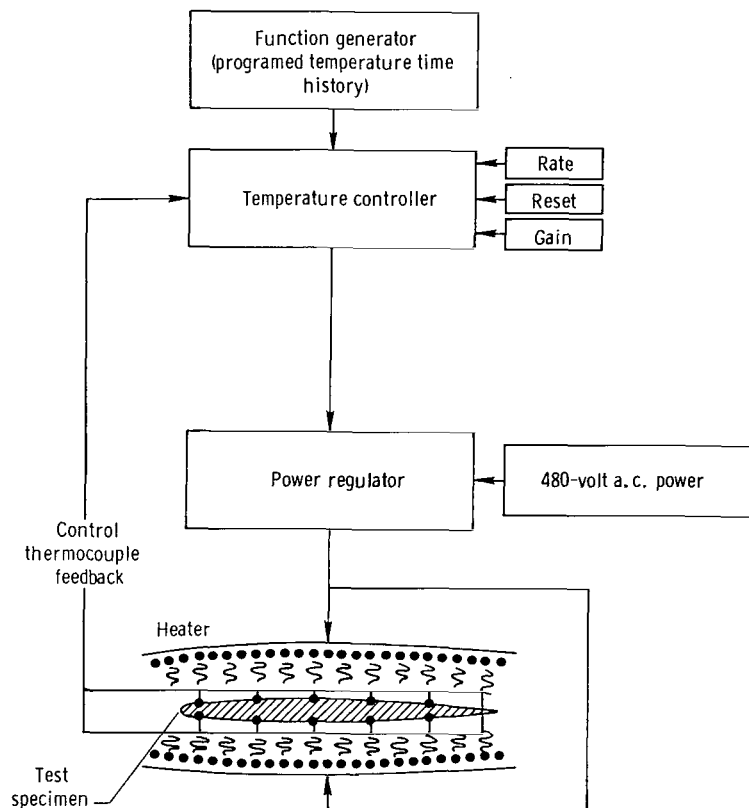 Function generator
(programed temperature time
history)
Temperature controller
Rate
Reset
Gain
Power regulator
480-volt a.c. power
Control
thermocouple
feedback
Heater
Test
specimen